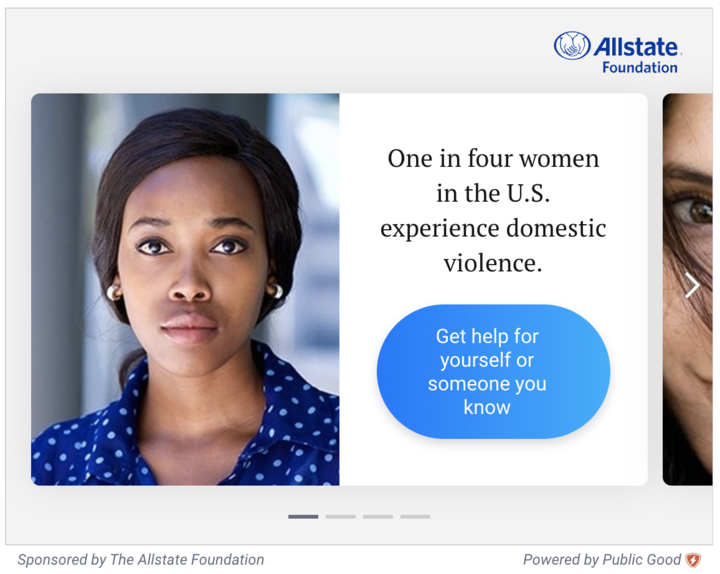 Allstate
Foundation
One in four women
in the U.S.
experience domestic
violence.
Get help for
yourself or
someone you
know
Sponsored by The Allstate Foundation
Powered by Public Good